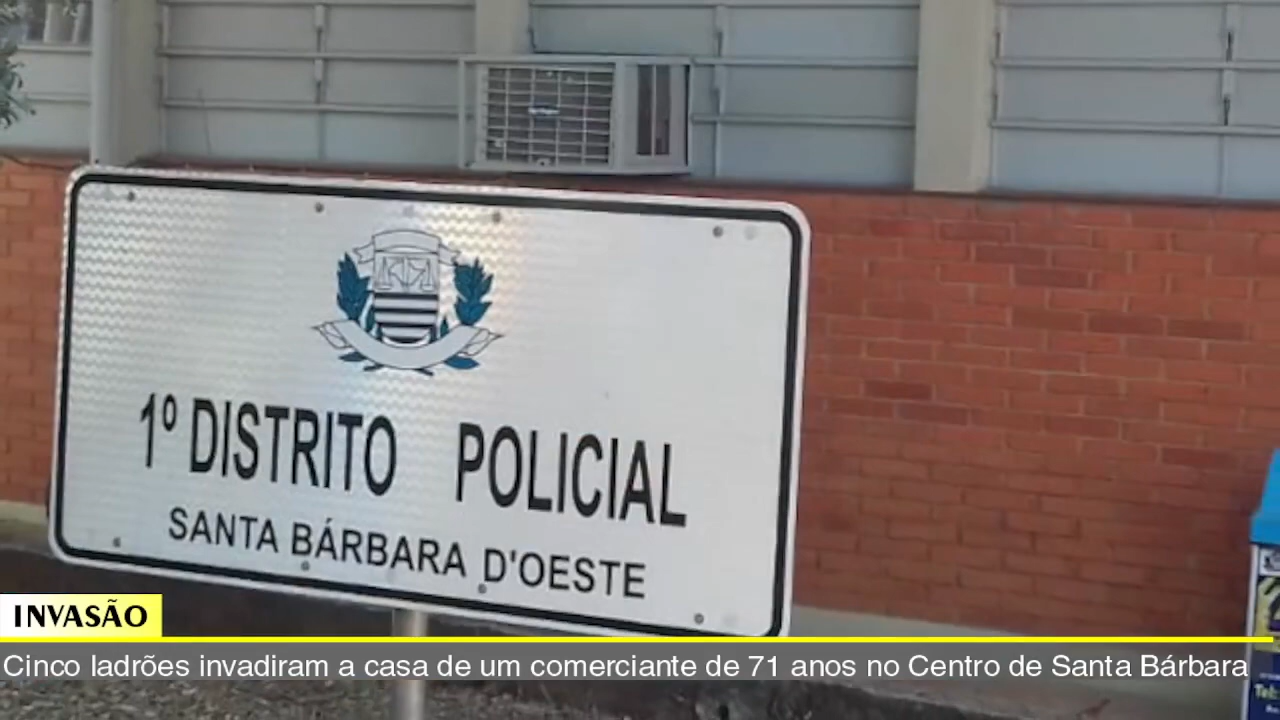 1º DISTRITO POLICIAL
SANTA BÁRBARA D'OESTE
INVASÃO
Cinco ladrões invadiram a casa de um comerciante de 71 anos no Centro de Santa Bárbara
Tel: